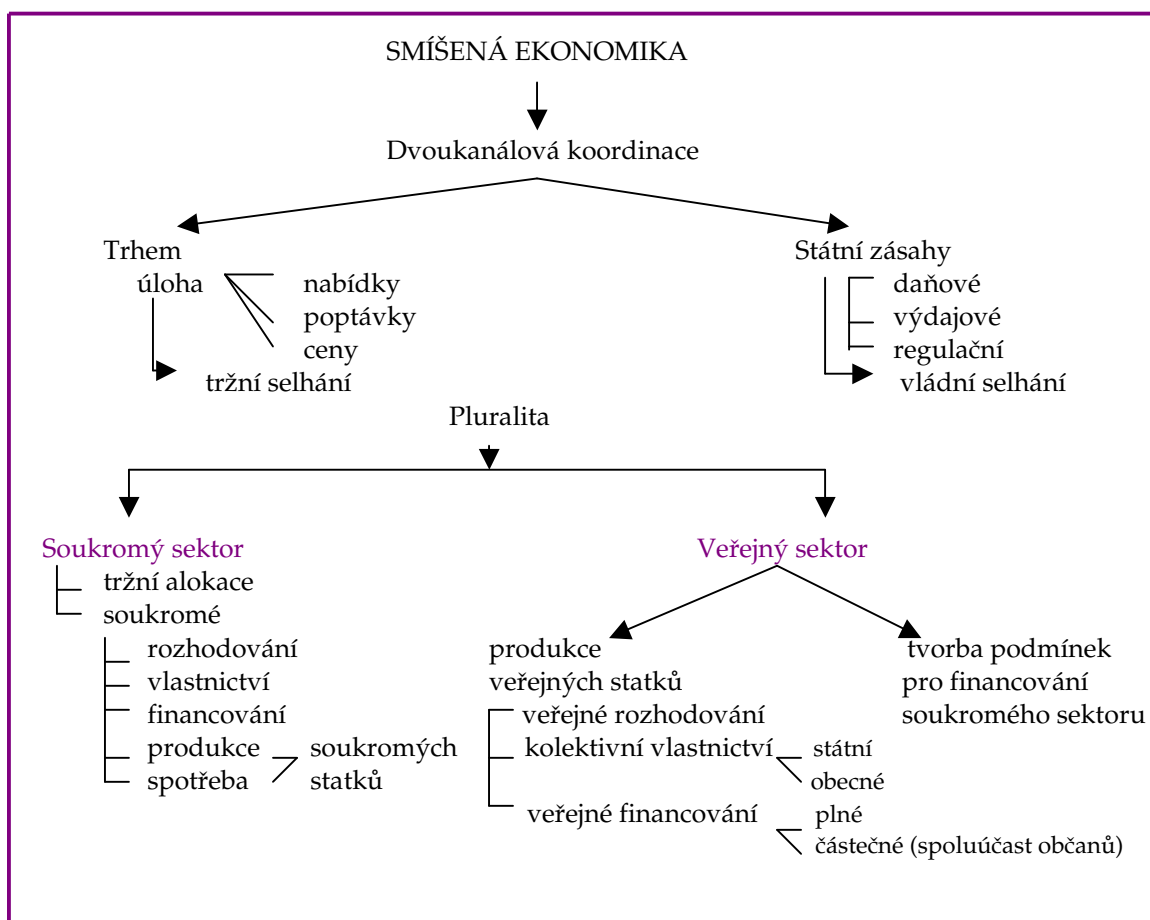 SMÍŠENÁ EKONOMIKA
Dvoukanálová koordinace
Trhem
úloha
nabídky
poptávky
ceny
tržní selhání
Státní zásahy
daňové
výdajové
regulační
vládní selhání
Pluralita
Soukromý sektor
tržní alokace
soukromé
rozhodování
vlastnictví
financování
produkce
spotřeba
soukromých
statků
Veřejný sektor
produkce
veřejných statků
veřejné rozhodování
kolektivní vlastnictví
státní
obecné
veřejné financování
plné
částečné (spoluúčast občanů)
tvorba podmínek
pro financování
soukromého sektoru